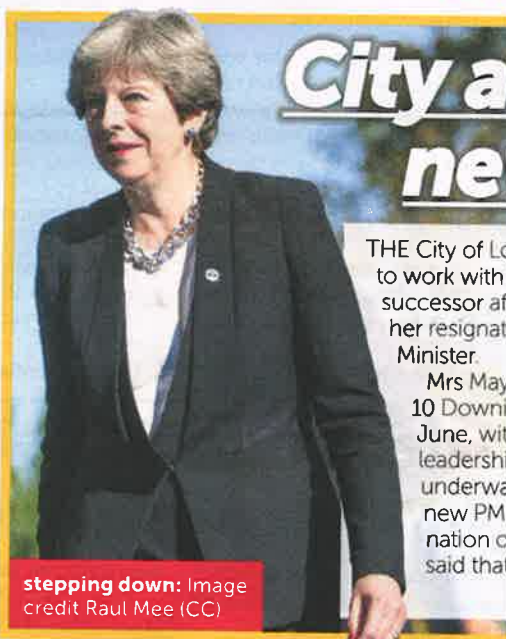 City a
ne
THE City of Lo
to work with
successor af
her resignat
Minister.
Mrs May
10 Downi
June, wit
leadershi
underwa
new PM
nation o
said that
stepping down: Image
credit Raul Mee (CC)